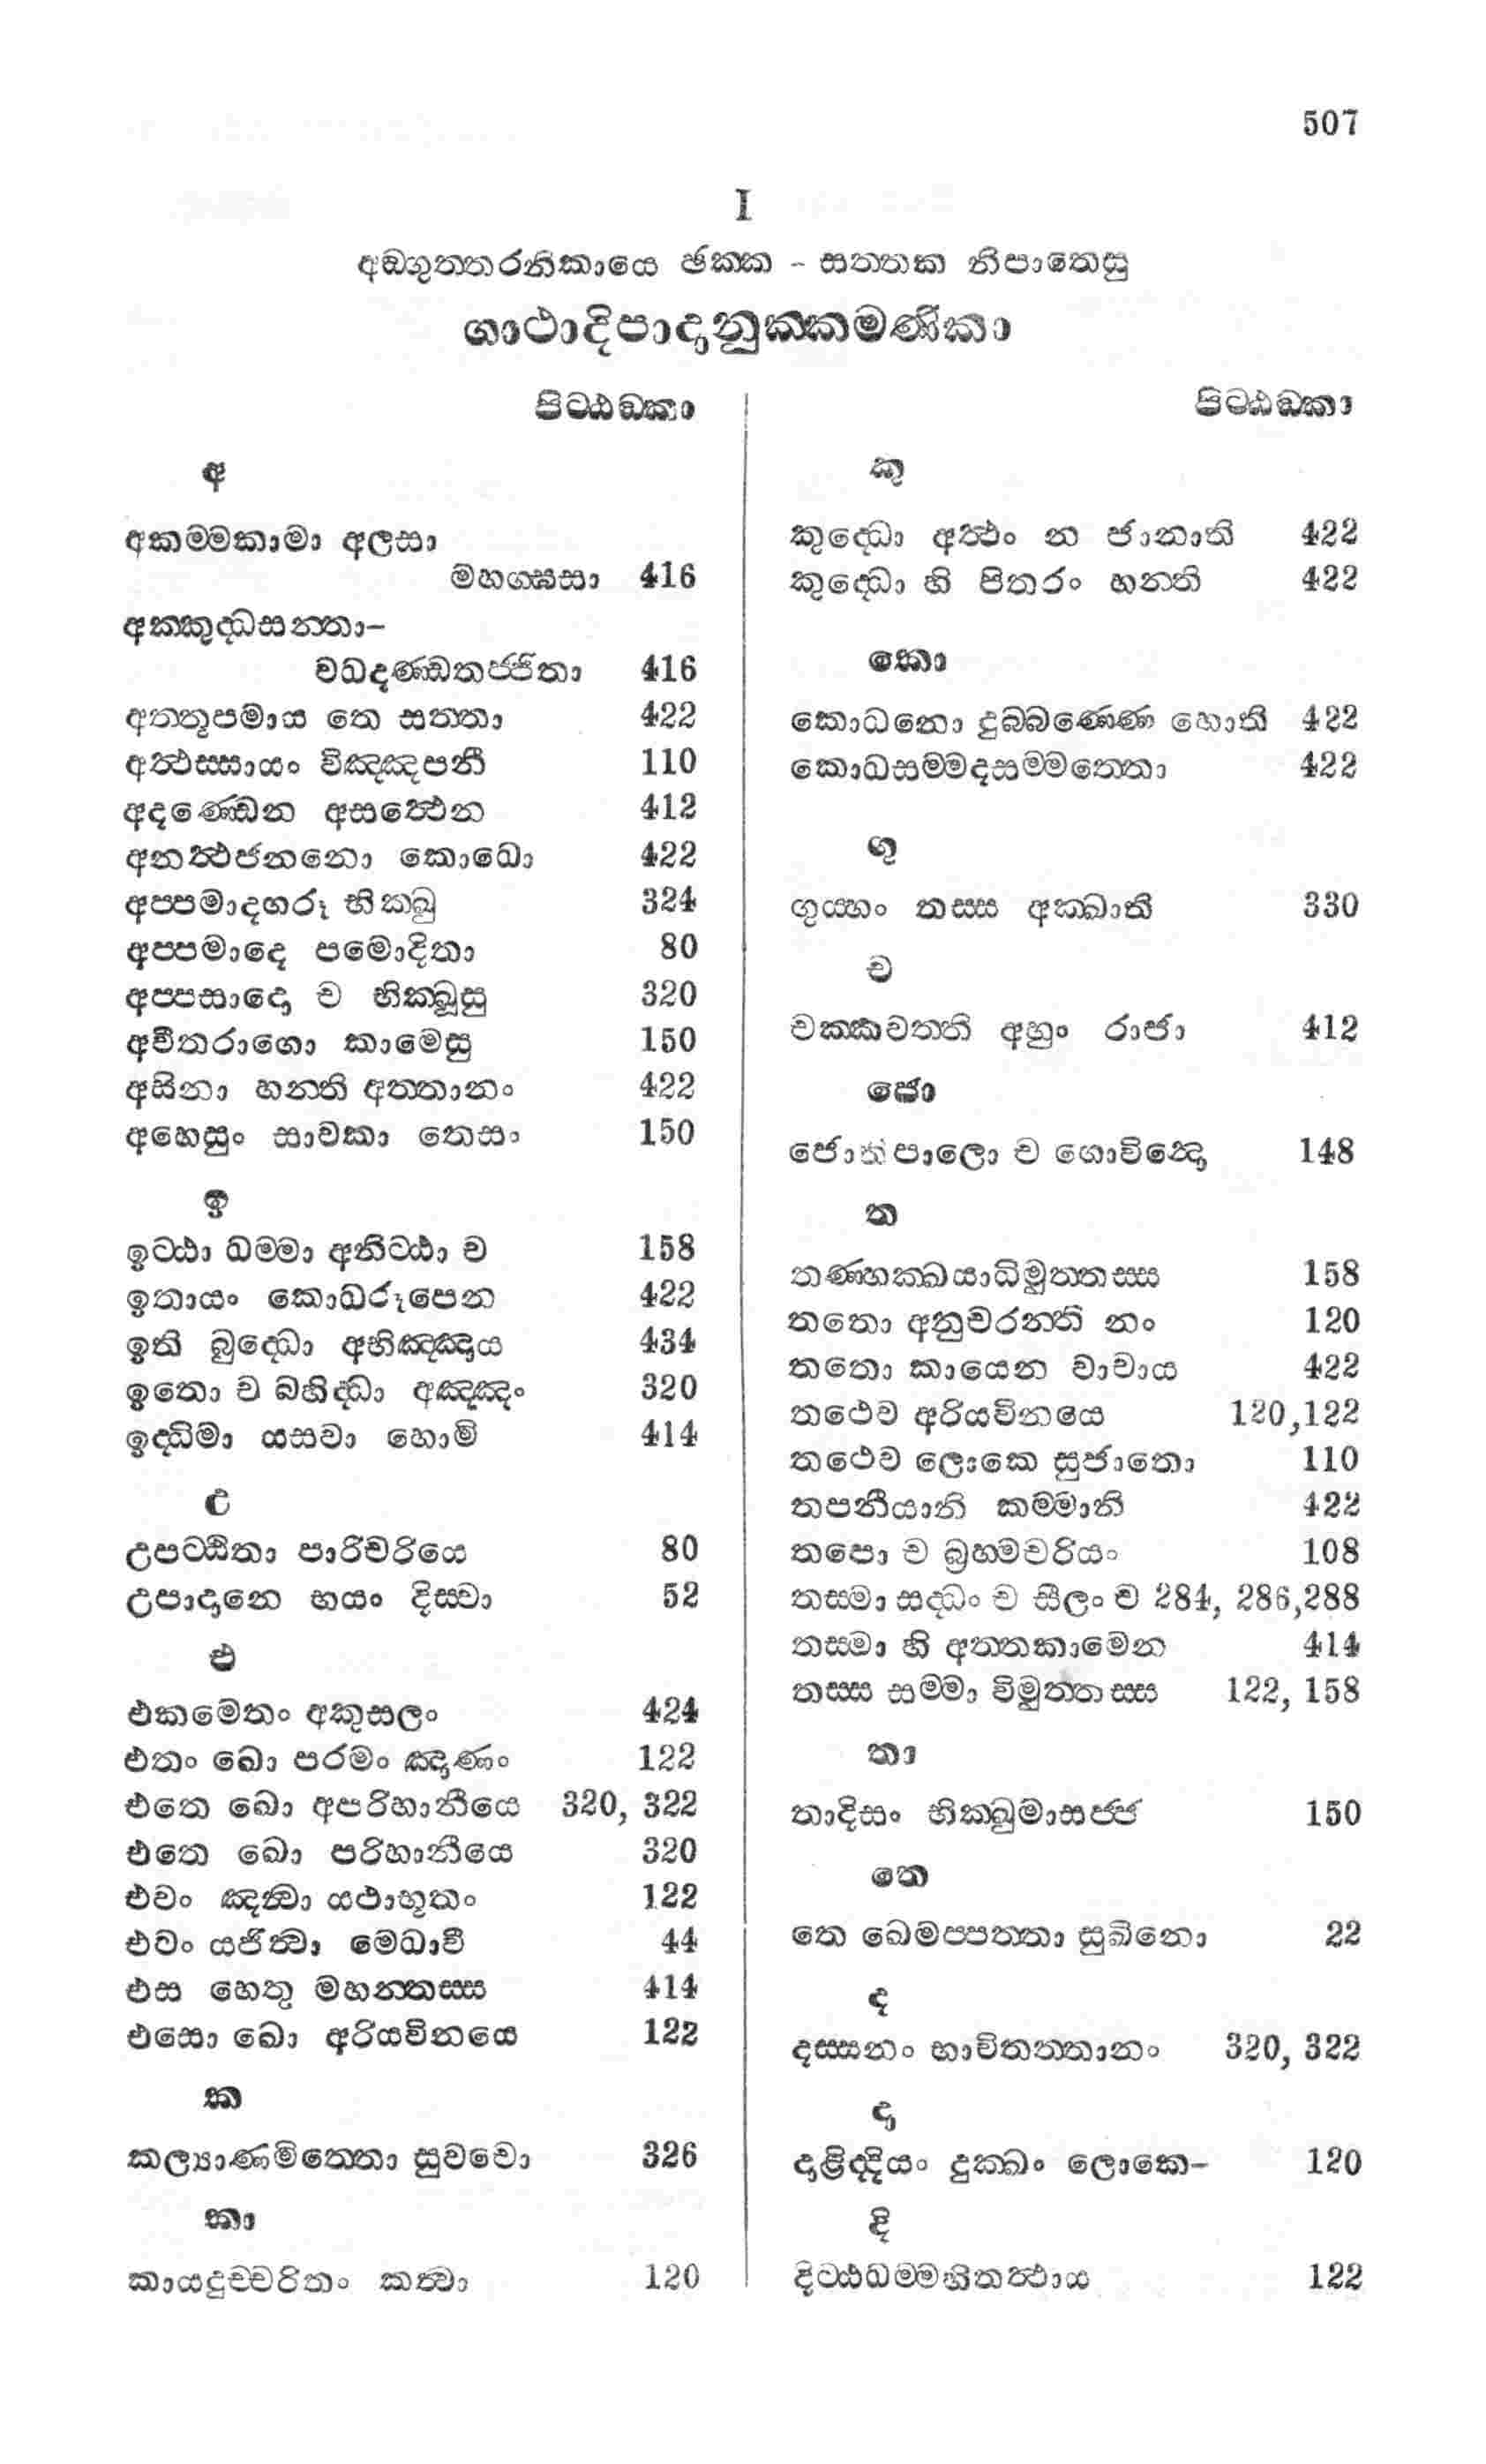 507
I
අඞගුත‍්තරනිකායෙ ඡක‍්ක - සත‍්තක නිපාතෙසු
ගාථාදිපාදානුක‍්කමණිකා
පිට‍්ඨඞකා
අ
අකම‍්මකාමා අලසා
මහග‍්ඝසා 416
අක‍්කුද‍්ධසන‍්තා-
වධදණ‍්ඩතජ‍්ජිතා 416
අත‍්තූපමාය තෙ සත‍්තා 422
අත්‍ථස‍්සායං විඤ‍්ඤපනී 110
අදණ‍්ඩෙන අසත්‍ථෙන 412
අනත්‍ථජනනො කොධො 422
අප‍්පමාදගරූ භික‍ඛු 324
අප‍්පමාදෙ පමොදිතා 80
අප‍්පසාදො ච භික‍්ඛූසු 320
අවීතරාගො කාමෙසු 150
අසිනා හන‍්ති අත‍්තානං 422
අහෙසුං සාවකා තෙසං 150
ඉ
ඉට‍්ඨා ධම‍්මා අනිට‍්ඨා ච 158
ඉතායං කොධරූපෙන 422
ඉති බුද‍්ධො අභිඤ‍්ඤාය 434
ඉතො ච බහිද‍්ධා අඤ‍්ඤං 320
ඉද‍්ධිමා යසවා හොමි 414
උ
උපට‍්ඨිතා පාරිචරියෙ 80
උපාදානෙ භයං දිස‍්වා 52
එ
එකමෙතං අකුසලං 424
එතං ඛො පරමං ඤාණං 122
එතෙ ඛො අපරිහානීයෙ 320, 322
එතෙ ඛො පරිහානීයෙ 320
එවං ඤත්‍වා යථාභූතං 122
එවං යජිත්‍වා මෙධාවී 44
එස හෙතු මහන‍්තස‍්ස 414
එසො ඛො අරියවිනයෙ 122
ක
කල්‍යාණමිත‍්තො සුවචො 326
කා
කායදුච‍්චරිතං කත්‍වා 120
පිට‍්ඨඞකා
කු
කුද‍්ධො අත්‍ථං න ජානාති 422
කුද‍්ධො හි පිතරං හන‍්ති 422
කො
කොධනො දුබ‍්බණ‍්ණො හොති 422
කොධසම‍්මදසම‍්මත‍්තො 422
ගු
ගුය‍්හං තස‍්ස අක‍්ඛාති 330
ච
චක‍්කවත‍්ති අහුං රාජා 412
ජො
ජොතිපාලො ච ගොවින්‍දො 148
ත
තණ‍්හක‍්ඛයාධිමුත‍්තස‍්ස 158
තතො අනුචරන‍්ති නං 120
තතො කායෙන වාචාය 422
තථෙව අරියවිනයෙ 120,122
තථෙව ලොකෙ සුජාතො 110
තපනීයානි කම‍්මානි 422
තපො ච බ්‍රහ‍්මචරියං 108
තස‍්මා සද‍්ධං ච සීලං ච 284, 286,288
තස‍්මා හි අත‍්තකාමෙන 414
තස‍්ස සම‍්මා විමුත‍්තස‍්ස 122, 158
තා
තාදිසං භික‍්ඛුමාසජ‍්ජ 150
තෙ
තෙ ඛෙමප‍්පත‍්තා සුඛිනො 22
ද
දස‍්සනං භාවිතත‍්තානං 320, 322
දා
දාළිද‍්දියං දුක‍්ඛං ලොකෙ- 120
දි
දිට‍්ඨධම‍්මහිතත්‍ථාය 122